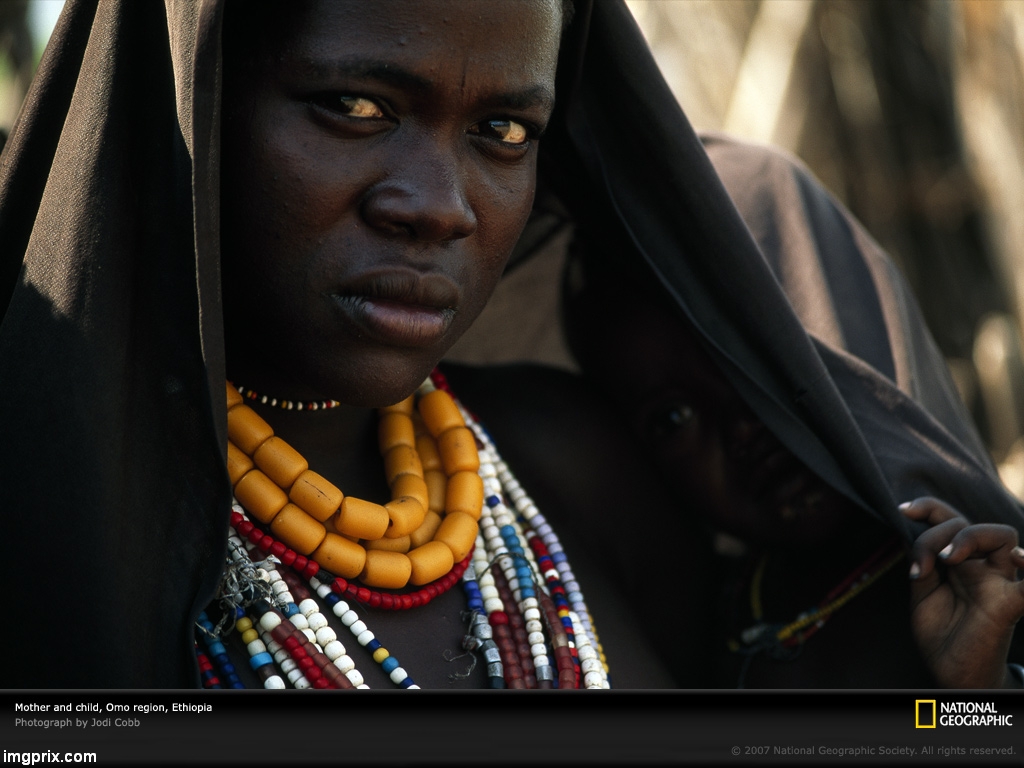 Mother and child, Omo region, Ethiopia
Photograph by Jodi Cobb
NATIONAL
GEOGRAPHIC
© 2007 National Geographic Society. All rights reserved.
imgprix.com